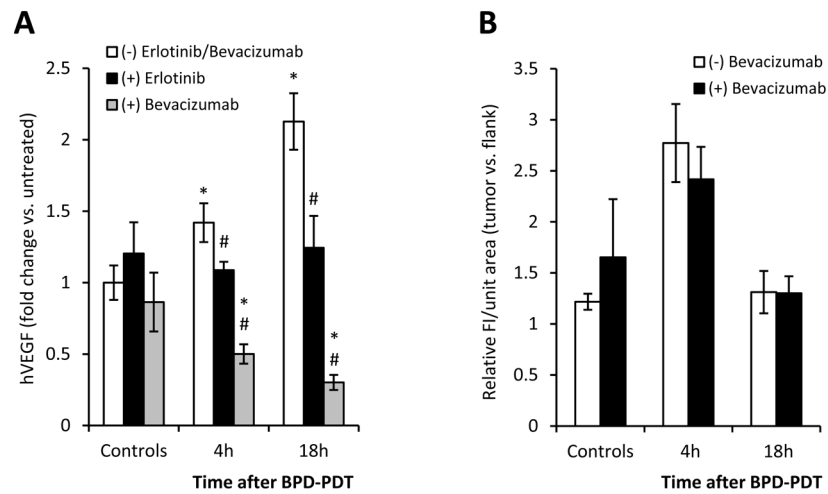 A
(-) Erlotinib/Bevacizumab
(+) Erlotinib
(+) Bevacizumab
hVEGF (fold change vs. untreated)
2.5
2
1.5
1
0.5
0
*
#
*
#
*
*
#
*
#
Controls
4h
18h
Time after BPD-PDT
B
(-) Bevacizumab
(+) Bevacizumab
Relative FI/unit area (tumor vs. flank)
3.5
3
2.5
2
1.5
1
0.5
0
Controls
4h
18h
Time after BPD-PDT